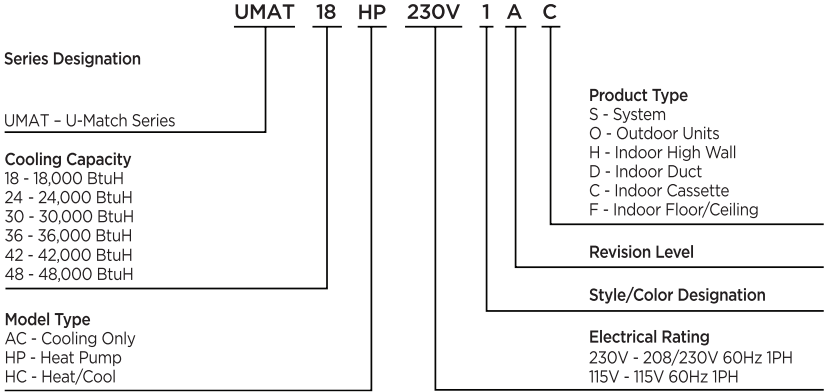 UMAT 18 HP 230V 1 A C
Series Designation
UMAT – U-Match Series
Cooling Capacity
18 - 18,000 BtuH
24 - 24,000 BtuH
30 - 30,000 BtuH
36 - 36,000 BtuH
42 - 42,000 BtuH
48 - 48,000 BtuH
Model Type
AC - Cooling Only
HP - Heat Pump
HC - Heat/Cool
Product Type
S - System
O - Outdoor Units
H - Indoor High Wall
D - Indoor Duct
C - Indoor Cassette
F - Indoor Floor/Ceiling
Revision Level
Style/Color Designation
Electrical Rating
230V - 208/230V 60Hz 1PH
115V - 115V 60Hz 1PH